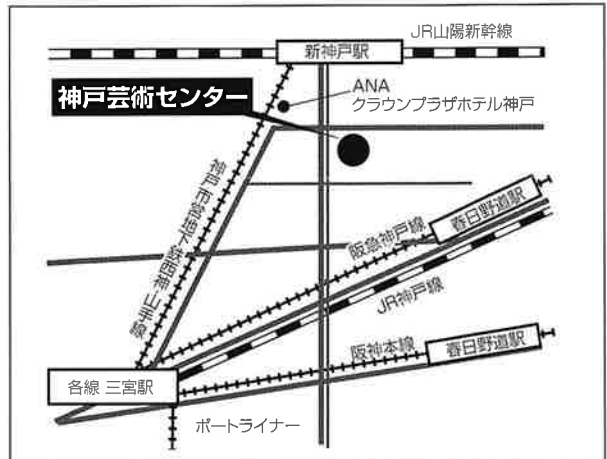 JR山陽新幹線
新神戸駅
神戸芸術センター
ANA
クラウンプラザホテル神戸
神戸市営地下鉄西神山手線
阪急神戸線
春日野道駅
JR神戸線
阪神本線
春日野道駅
各線 三宮駅
ポートライナー